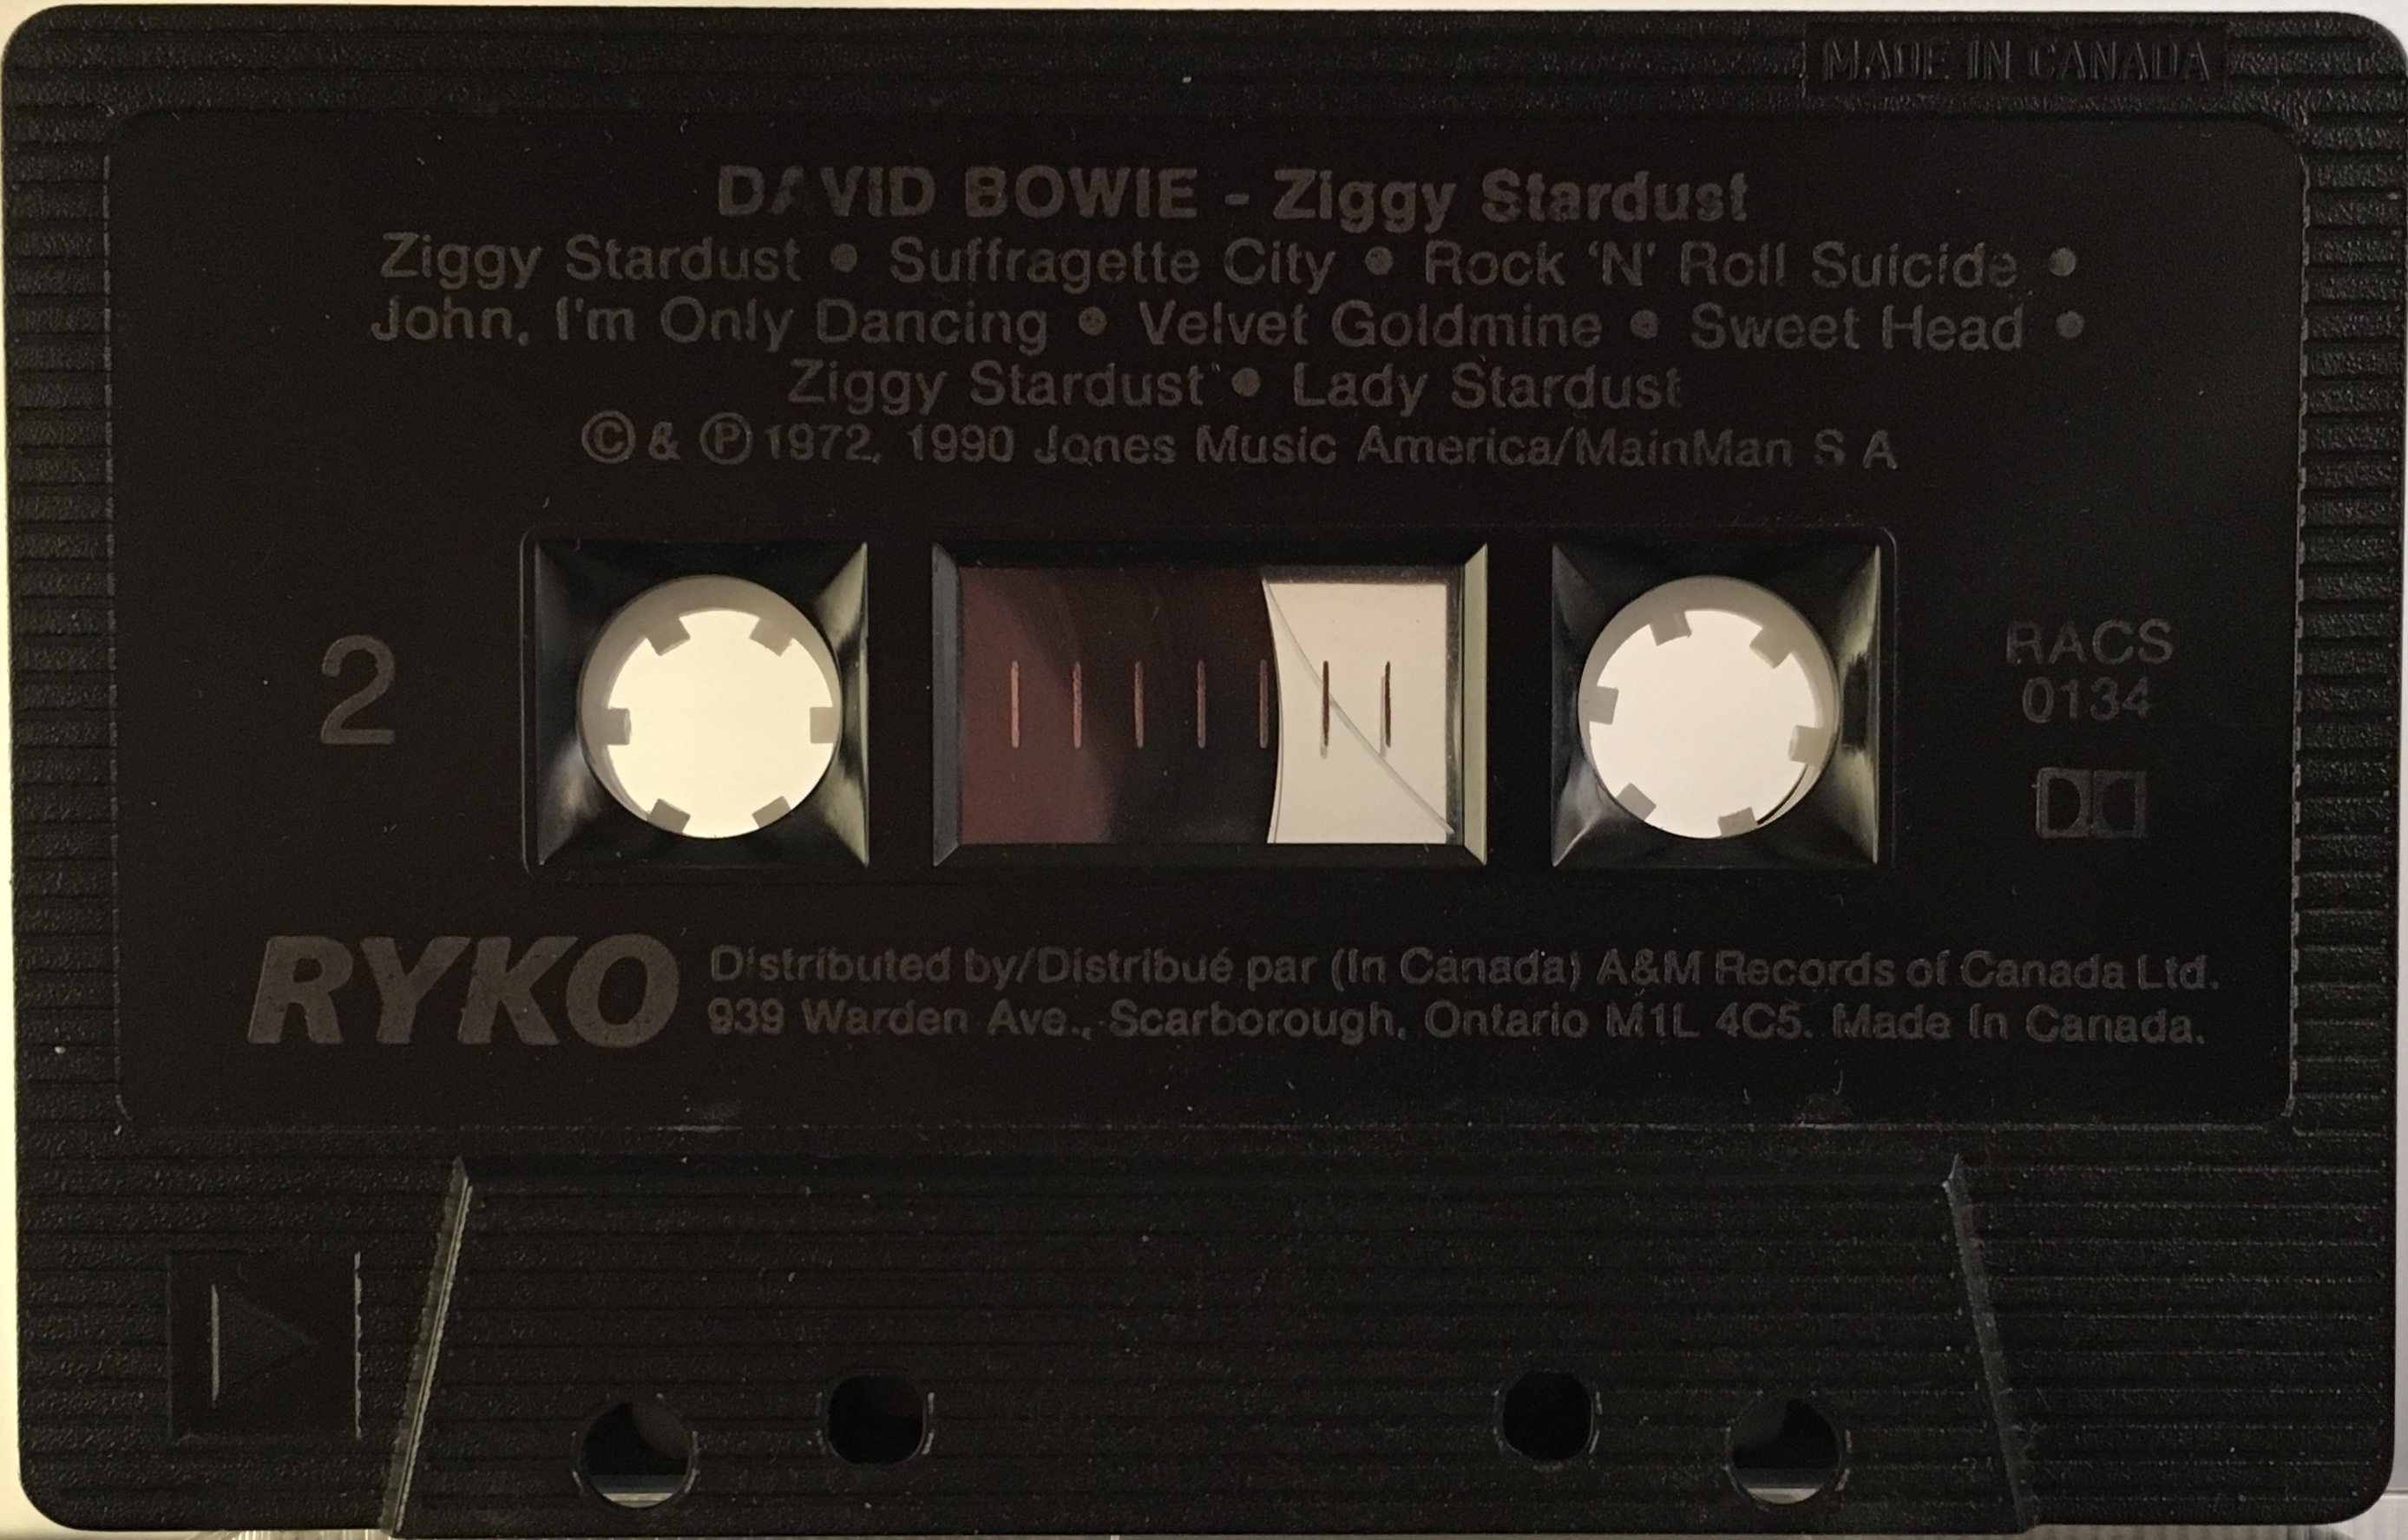 MADE IN CANADA
DAVID BOWIE - Ziggy Stardust
Ziggy Stardust • Suffragette City • Rock 'N' Roll Suicide •
John, I'm Only Dancing • Velvet Goldmine • Sweet Head •
Ziggy Stardust • Lady Stardust
© & ℗ 1972, 1990 Jones Music America/MainMan S A
2
RACS
0134
RYKO
Distributed by/Distribué par (In Canada) A&M Records of Canada Ltd.
939 Warden Ave., Scarborough, Ontario M1L 4C5. Made In Canada.